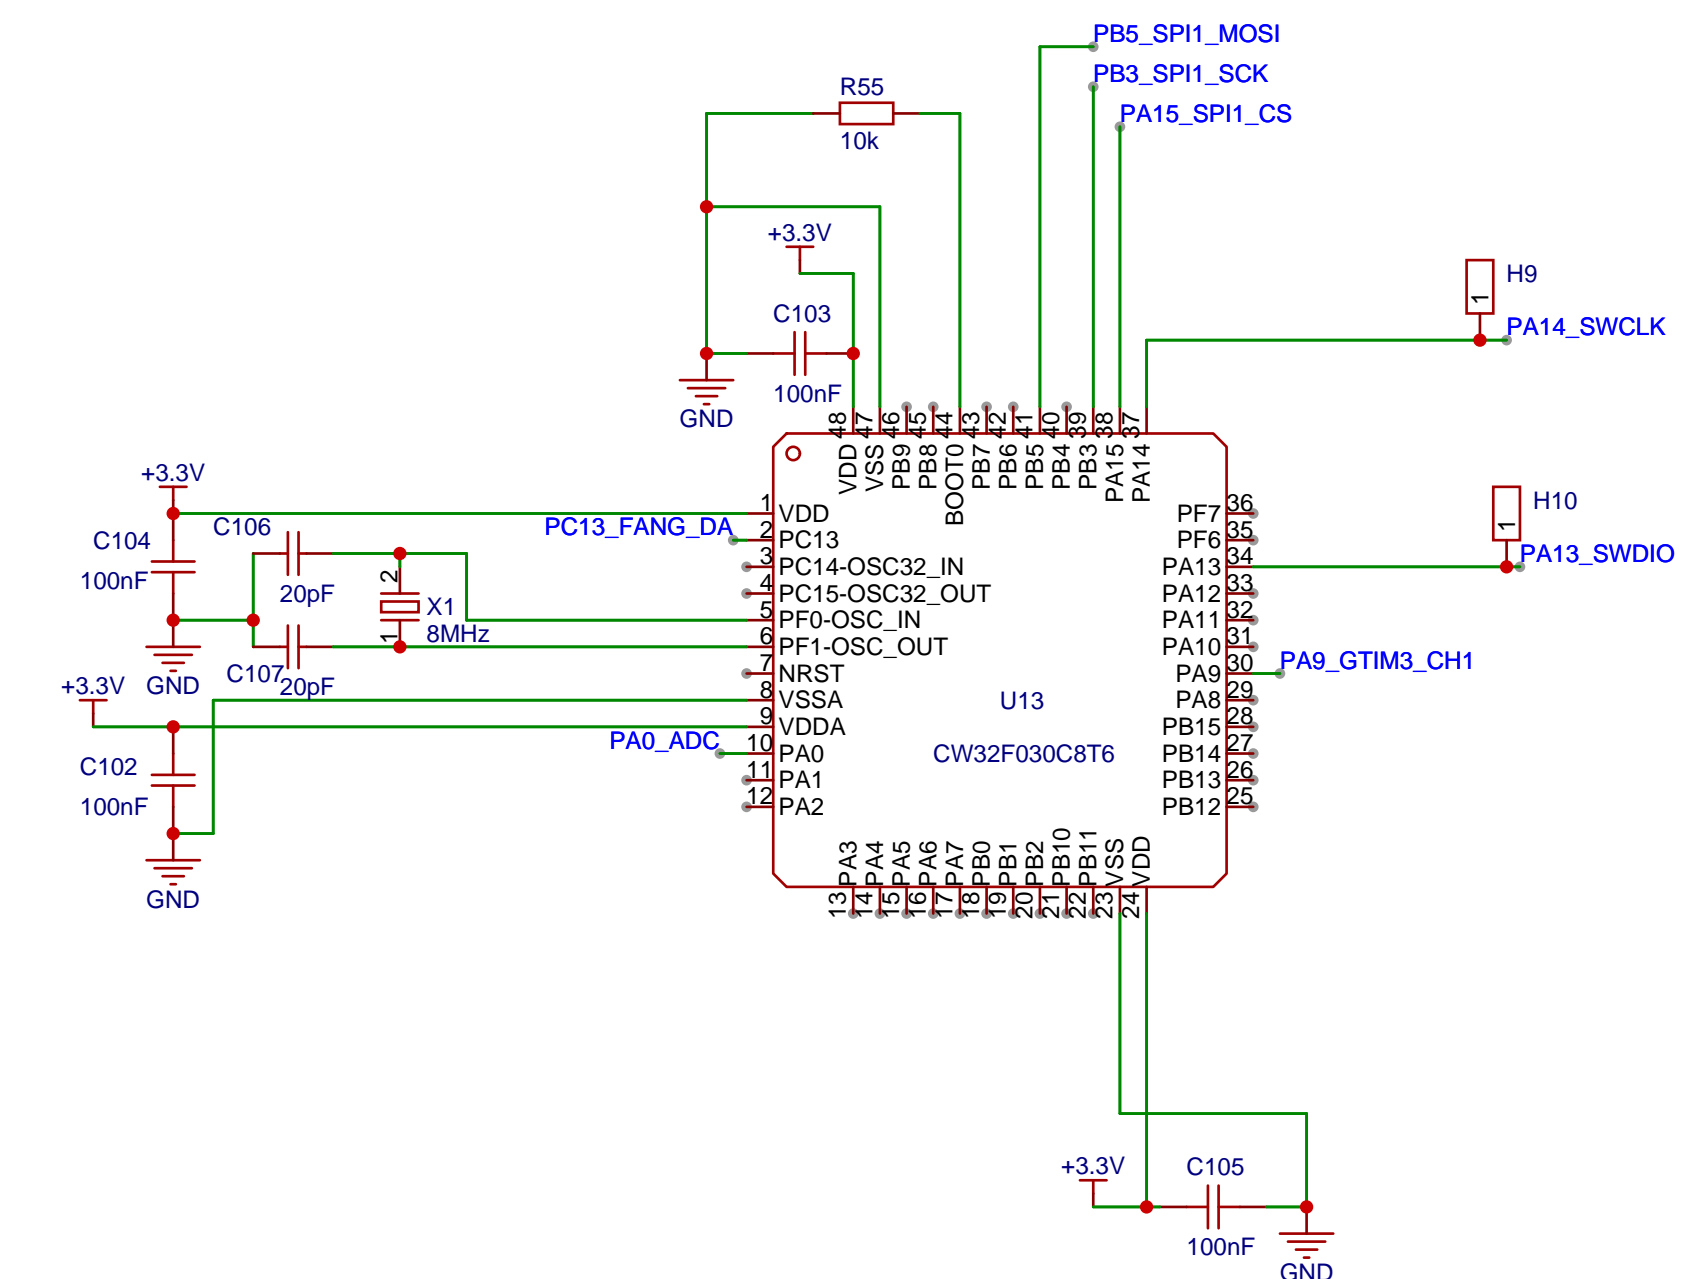 PB5_SPI1_MOSI
PB3_SPI1_SCK
PA15_SPI1_CS
R55
10k
+3.3V
C103
100nF
GND
H9
1
PA14_SWCLK
48 47 46 45 44 43 42 41 40 39 38 37
VDD VSS PB9 PB8 BOOT0 PB7 PB6 PB5 PB4 PB3 PA15 PA14
H10
1
PA13_SWDIO
+3.3V
C104
100nF
GND
C106
20pF
2
X1
8MHz
1
C107
20pF
+3.3V
C102
100nF
GND
PC13_FANG_DA
PA0_ADC
1 VDD
2 PC13
3 PC14-OSC32_IN
4 PC15-OSC32_OUT
5 PF0-OSC_IN
6 PF1-OSC_OUT
7 NRST
8 VSSA
9 VDDA
10 PA0
11 PA1
12 PA2
U13
CW32F030C8T6
PF7 36
PF6 35
PA13 34
PA12 33
PA11 32
PA10 31
PA9 30
PA8 29
PB15 28
PB14 27
PB13 26
PB12 25
PA9_GTIM3_CH1
PA3 PA4 PA5 PA6 PA7 PB0 PB1 PB2 PB10 PB11 VSS VDD
13 14 15 16 17 18 19 20 21 22 23 24
+3.3V
C105
100nF
GND